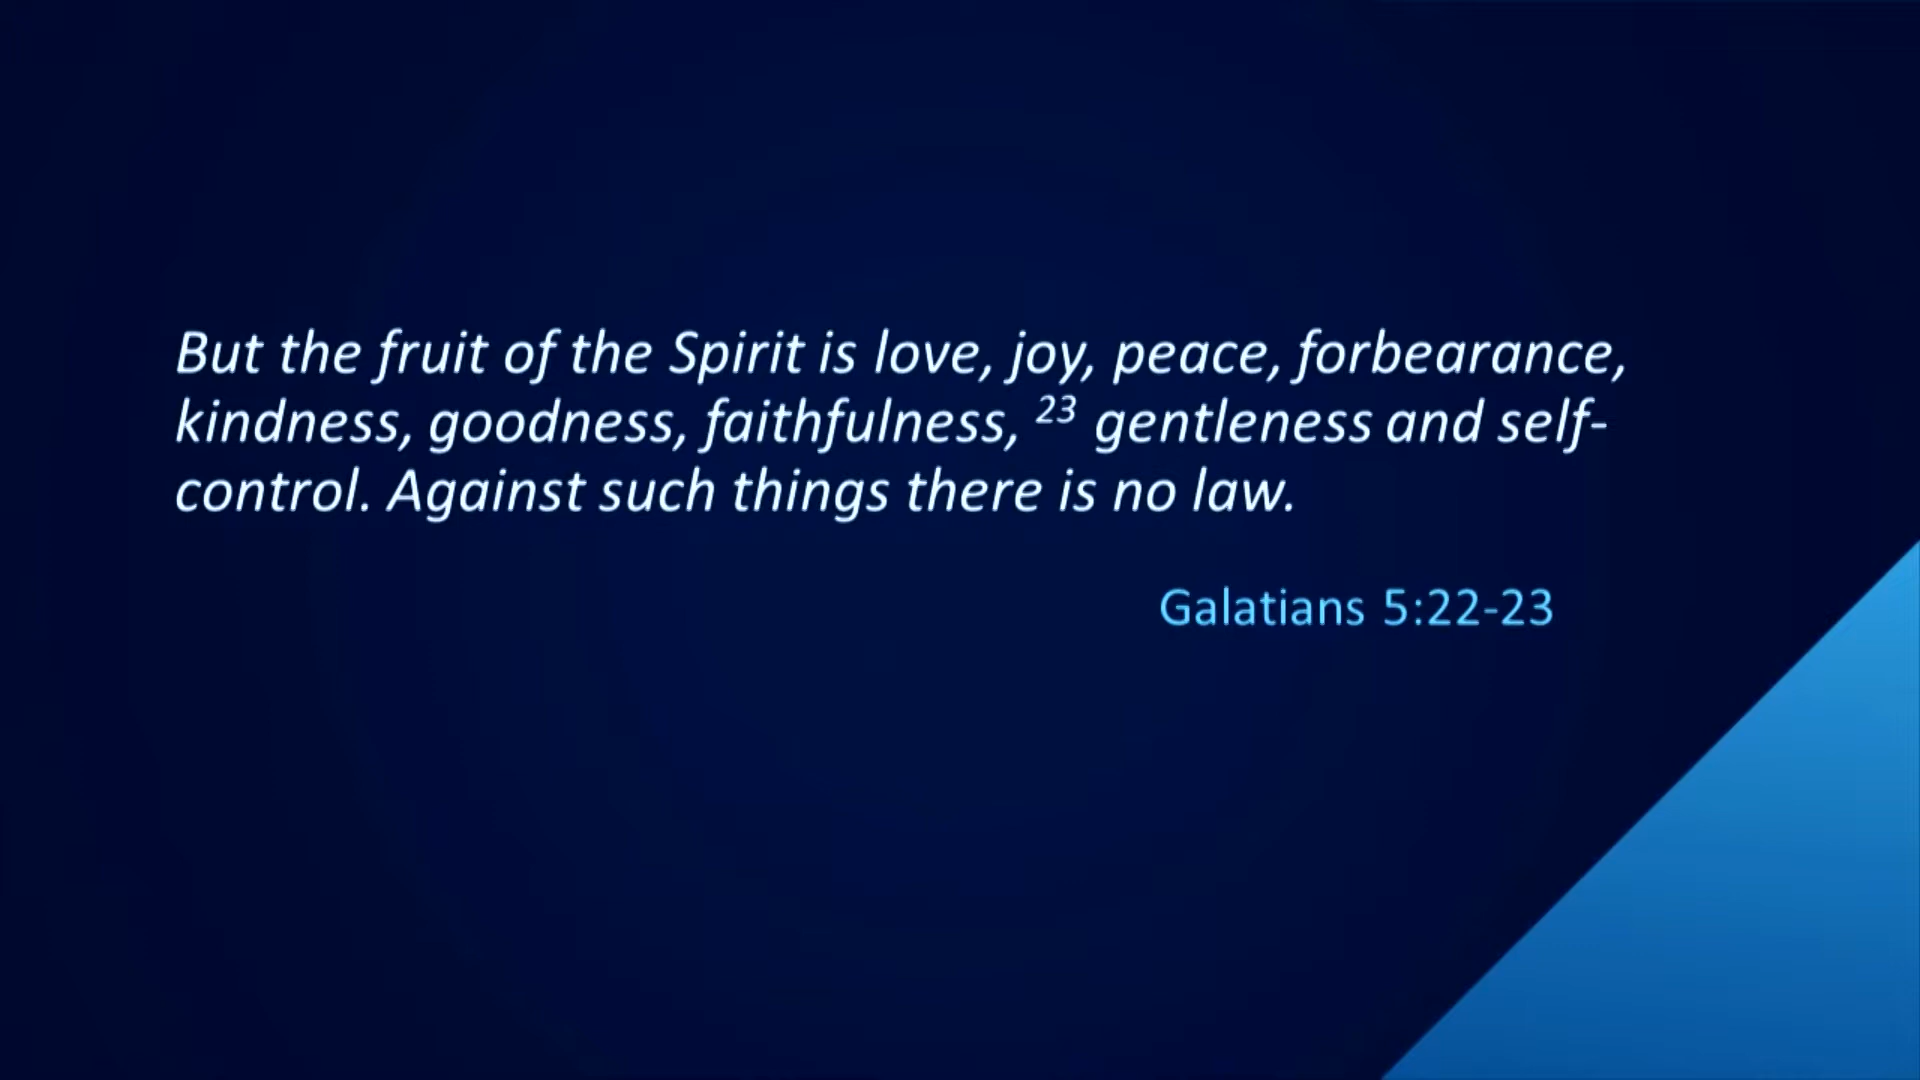 But the fruit of the Spirit is love, joy, peace, forbearance,
kindness, goodness, faithfulness, 23 gentleness and self-
control. Against such things there is no law.
Galatians 5:22-23